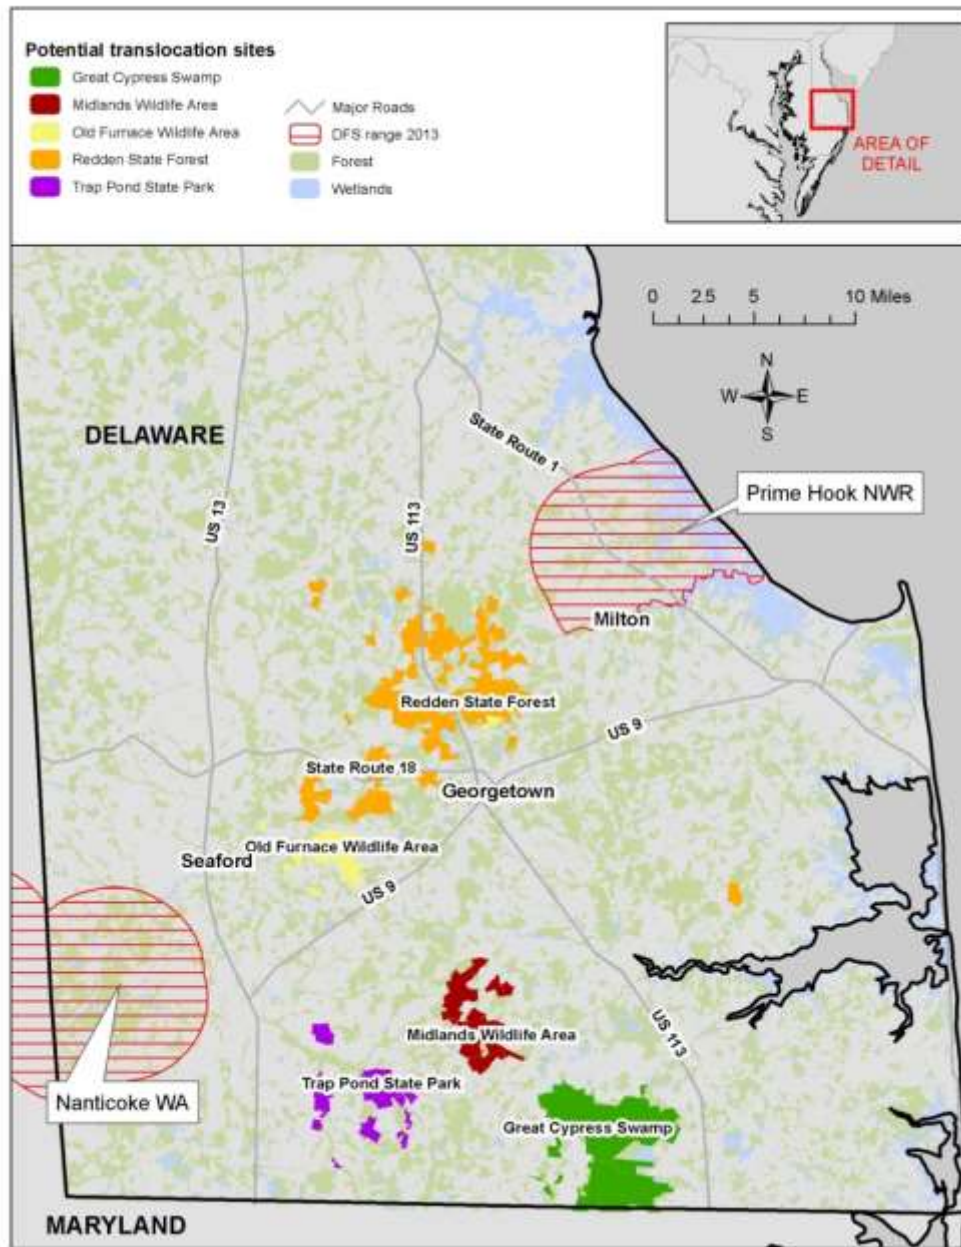 Potential translocation sites
Great Cypress Swamp
Midlands Wildlife Area
Old Furnace Wildlife Area
Redden State Forest
Trap Pond State Park
Major Roads
DFS range 2013
Forest
Wetlands
AREA OF
DETAIL
0 2.5 5 10 Miles
N
W E
S
DELAWARE
State Route 1
Prime Hook NWR
US 13
US 113
Milton
Redden State Forest
US 9
State Route 18
Georgetown
Old Furnace Wildlife Area
Seaford
US 9
Midlands Wildlife Area
US 113
Trap Pond State Park
Nanticoke WA
Great Cypress Swamp
MARYLAND